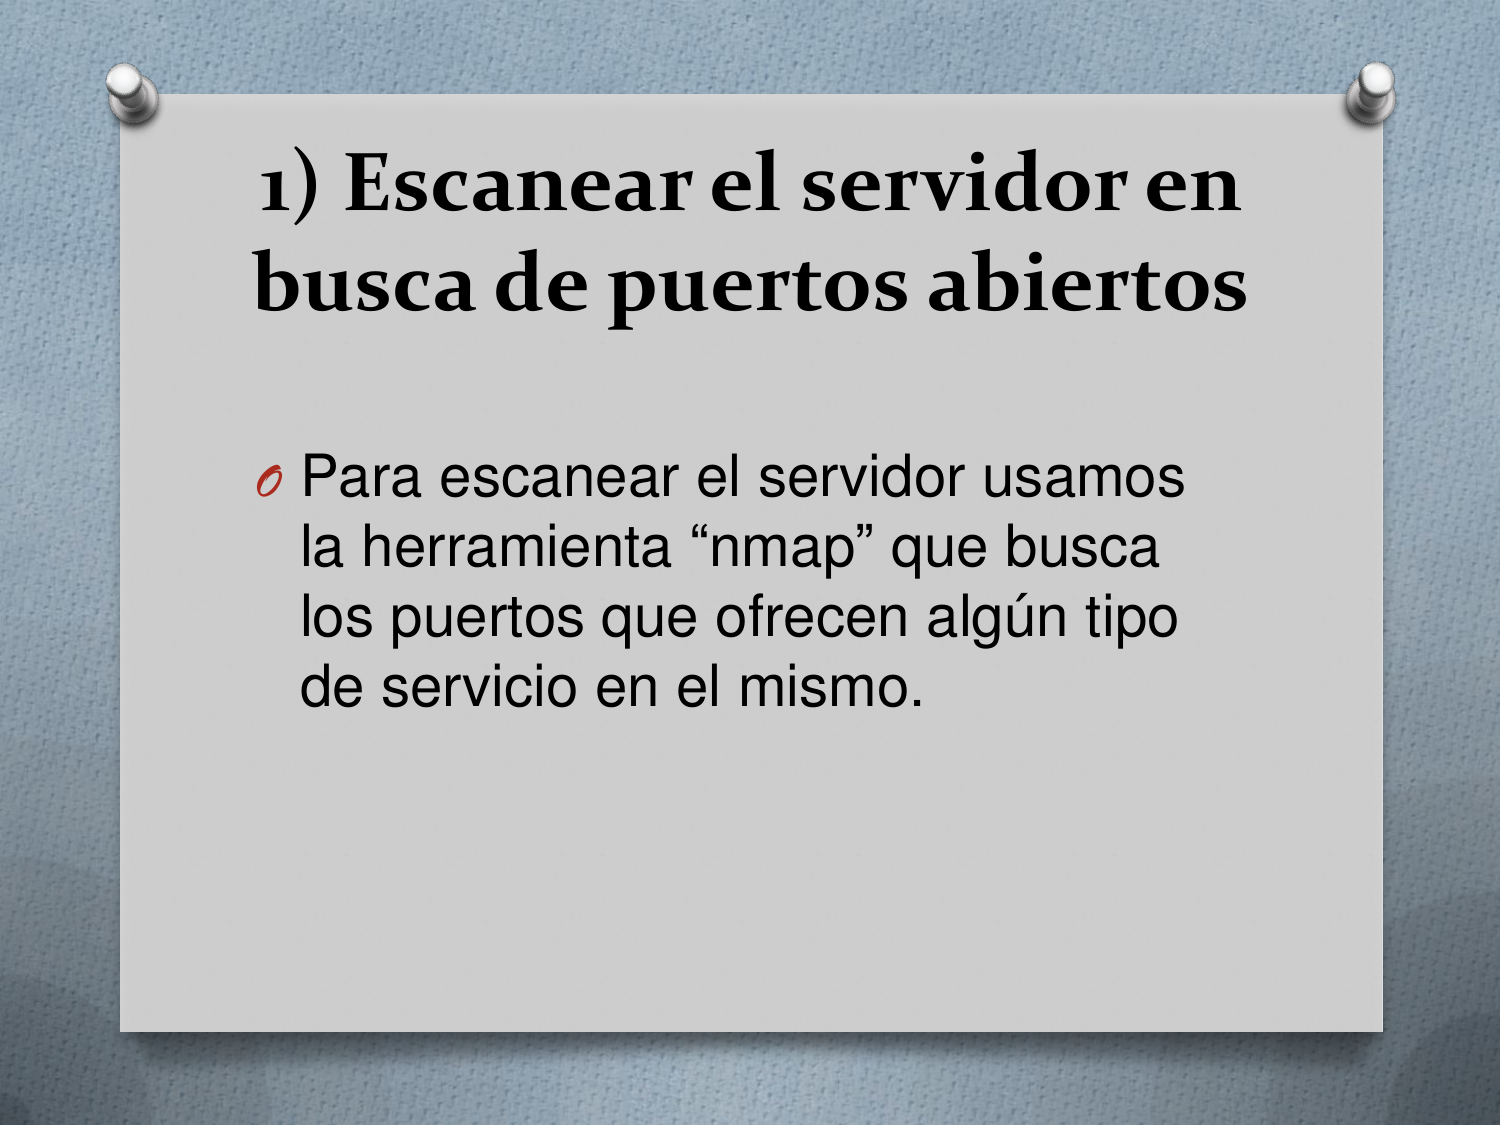 1) Escanear el servidor en
busca de puertos abiertos
Para escanear el servidor usamos
la herramienta “nmap” que busca
los puertos que ofrecen algún tipo
de servicio en el mismo.